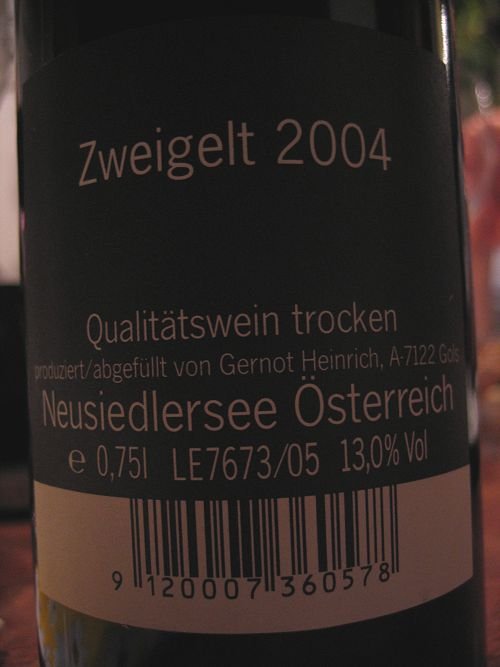 Zweigelt 2004
Qualitätswein trocken
produziert/abgefüllt von Gernot Heinrich, A-7122 Gols
Neusiedlersee Österreich
e 0,75l LE7673/05 13,0% Vol
9 120007 360578